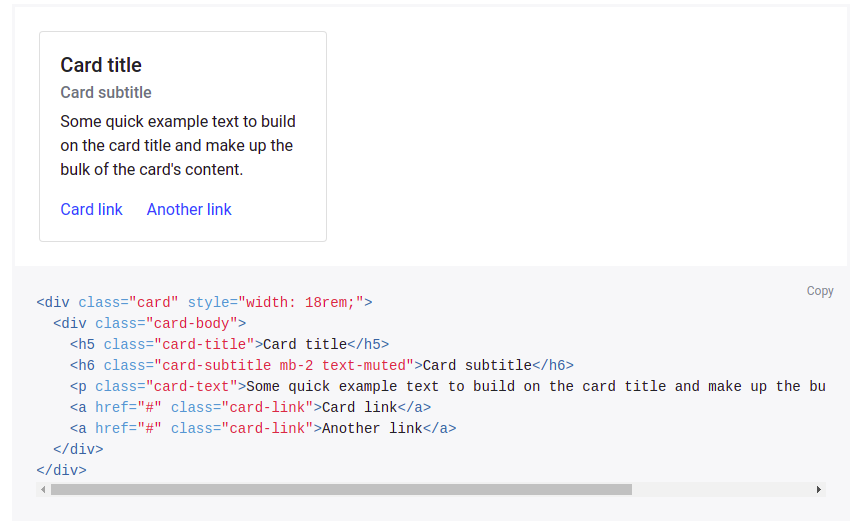 Card title
Card subtitle
Some quick example text to build
on the card title and make up the
bulk of the card's content.
Card link Another link
Copy
<div class="card" style="width: 18rem;">
  <div class="card-body">
    <h5 class="card-title">Card title</h5>
    <h6 class="card-subtitle mb-2 text-muted">Card subtitle</h6>
    <p class="card-text">Some quick example text to build on the card title and make up the bu
    <a href="#" class="card-link">Card link</a>
    <a href="#" class="card-link">Another link</a>
  </div>
</div>